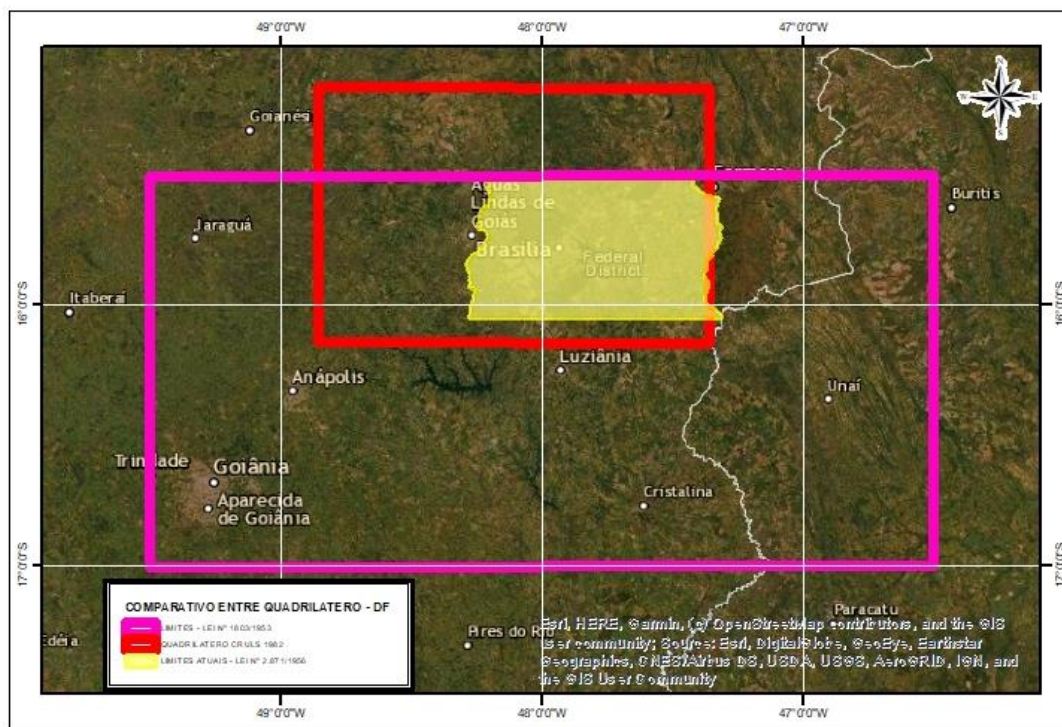 49°0'0"W 48°0'0"W 47°0'0"W
Goianési
Formosa
Águas
Lindas de
Goiás
Buritis
Jaraguá
Brasília
Federal
District
Itaberaí
16°0'0"S 16°0'0"S
Luziânia
Anápolis
Unaí
Trindade
Goiânia
Cristalina
Aparecida
de Goiânia
17°0'0"S 17°0'0"S
COMPARATIVO ENTRE QUADRILATERO - DF
LIMITES - LEI Nº 1803/1953
QUADRILATERO CRULS 1982
LIMITES ATUAIS - LEI Nº 2.871/1956
Edéia
Pires do Rio
Paracatu
Esri, HERE, Garmin, (c) OpenStreetMap contributors, and the GIS
user community; Source: Esri, DigitalGlobe, GeoEye, Earthstar
Geographics, CNES/Airbus DS, USDA, USGS, AeroGRID, IGN, and
the GIS User Community
49°0'0"W 48°0'0"W 47°0'0"W